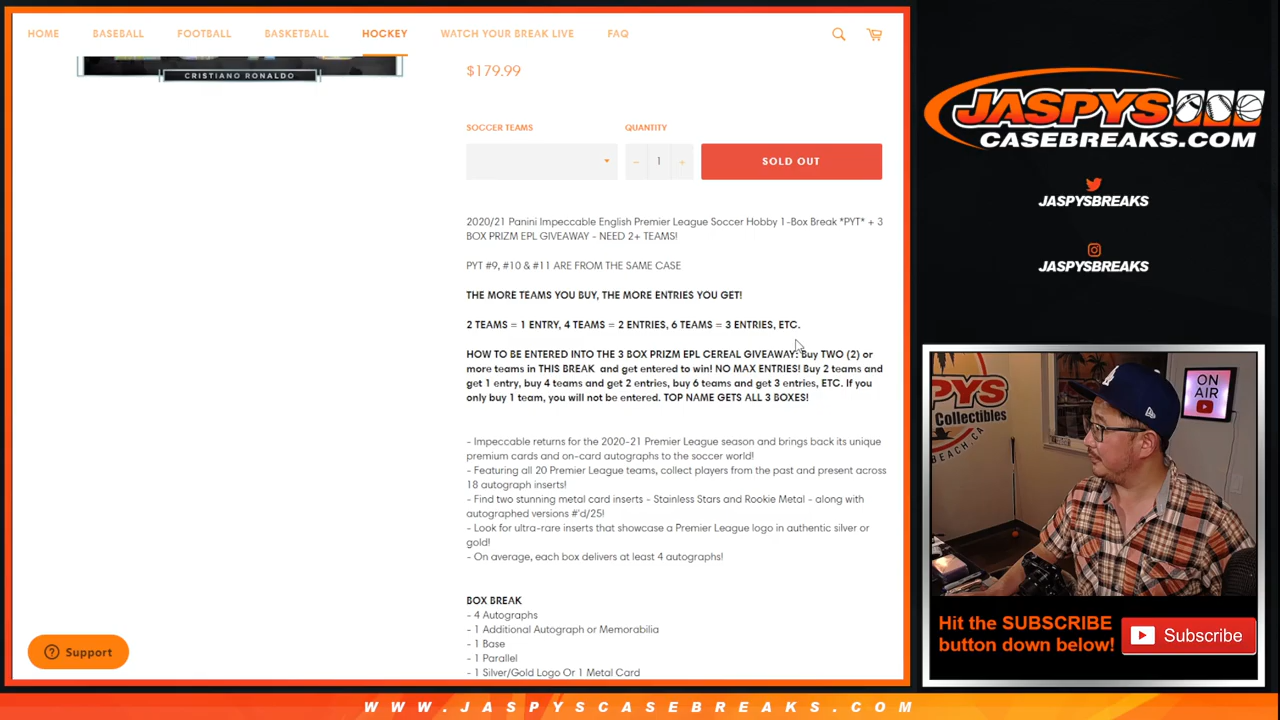 HOME BASEBALL FOOTBALL BASKETBALL HOCKEY WATCH YOUR BREAK LIVE FAQ
CRISTIANO RONALDO
$179.99
SOCCER TEAMS QUANTITY
− 1 + SOLD OUT
2020/21 Panini Impeccable English Premier League Soccer Hobby 1-Box Break *PYT* + 3
BOX PRIZM EPL GIVEAWAY - NEED 2+ TEAMS!
PYT #9, #10 & #11 ARE FROM THE SAME CASE
THE MORE TEAMS YOU BUY, THE MORE ENTRIES YOU GET!
2 TEAMS = 1 ENTRY, 4 TEAMS = 2 ENTRIES, 6 TEAMS = 3 ENTRIES, ETC.
HOW TO BE ENTERED INTO THE 3 BOX PRIZM EPL CEREAL GIVEAWAY: Buy TWO (2) or
more teams in THIS BREAK and get entered to win! NO MAX ENTRIES! Buy 2 teams and
get 1 entry, buy 4 teams and get 2 entries, buy 6 teams and get 3 entries, ETC. If you
only buy 1 team, you will not be entered. TOP NAME GETS ALL 3 BOXES!
- Impeccable returns for the 2020-21 Premier League season and brings back its unique
premium cards and on-card autographs to the soccer world!
- Featuring all 20 Premier League teams, collect players from the past and present across
18 autograph inserts!
- Find two stunning metal card inserts - Stainless Stars and Rookie Metal - along with
autographed versions #'d/25!
- Look for ultra-rare inserts that showcase a Premier League logo in authentic silver or
gold!
- On average, each box delivers at least 4 autographs!
BOX BREAK
- 4 Autographs
- 1 Additional Autograph or Memorabilia
- 1 Base
- 1 Parallel
- 1 Silver/Gold Logo Or 1 Metal Card
Support
JASPYS
CASEBREAKS.COM
JASPYSBREAKS
JASPYSBREAKS
PYS
Collectibles
BEACH, CA
LA
ON
AIR
Hit the SUBSCRIBE
button down below!
Subscribe
WWW.JASPYSCASEBREAKS.COM